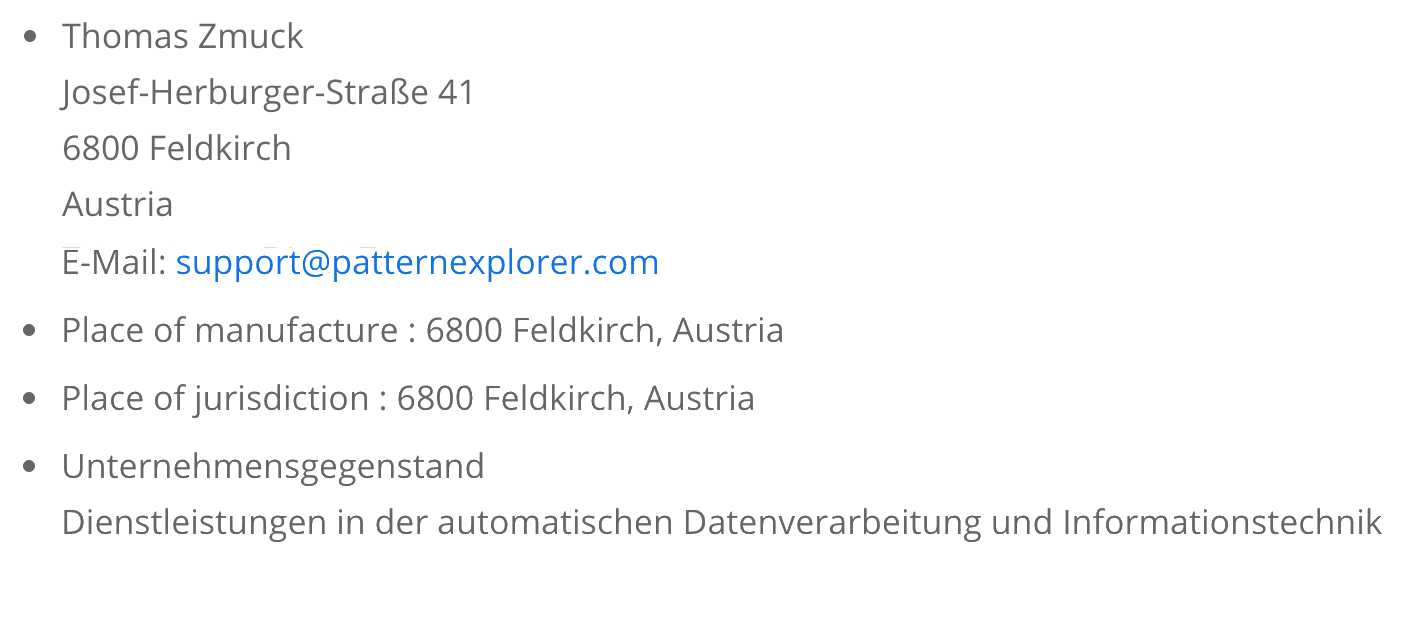 Thomas Zmuck
Josef-Herburger-Straße 41
6800 Feldkirch
Austria
E-Mail: support@patternexplorer.com
Place of manufacture : 6800 Feldkirch, Austria
Place of jurisdiction : 6800 Feldkirch, Austria
Unternehmensgegenstand
Dienstleistungen in der automatischen Datenverarbeitung und Informationstechnik